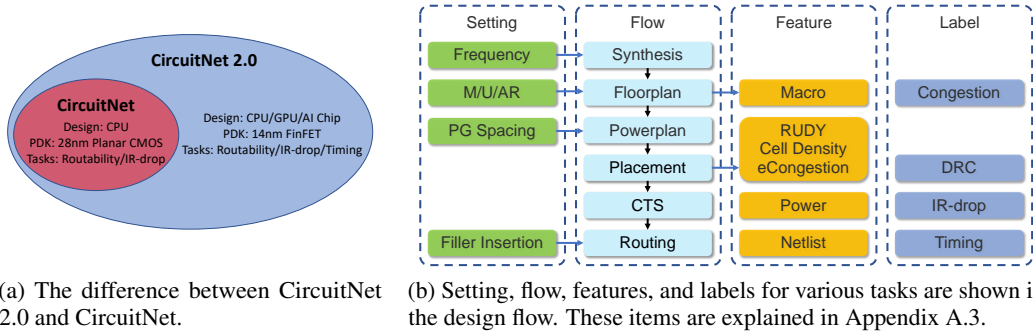 CircuitNet 2.0
CircuitNet
Design: CPU
PDK: 28nm Planar CMOS
Tasks: Routability/IR-drop
Design: CPU/GPU/AI Chip
PDK: 14nm FinFET
Tasks: Routability/IR-drop/Timing
(a) The difference between CircuitNet
2.0 and CircuitNet.
Setting
Flow
Feature
Label
Frequency
Synthesis
M/U/AR
Floorplan
Macro
Congestion
PG Spacing
Powerplan
RUDY
Cell Density
eCongestion
Placement
DRC
CTS
Power
IR-drop
Filler Insertion
Routing
Netlist
Timing
(b) Setting, flow, features, and labels for various tasks are shown i
the design flow. These items are explained in Appendix A.3.